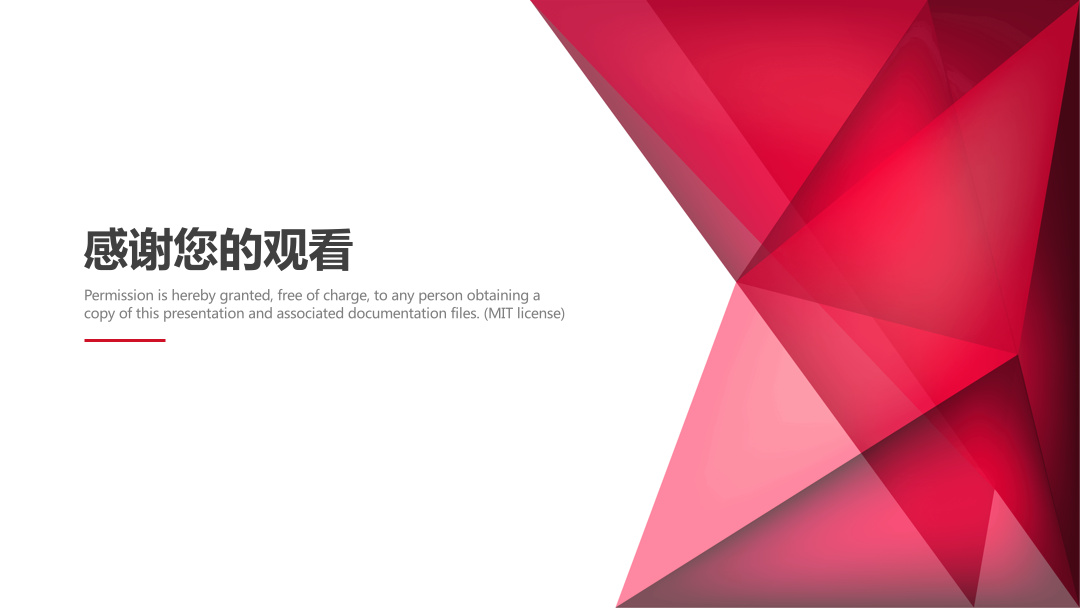 感谢您的观看
Permission is hereby granted, free of charge, to any person obtaining a
copy of this presentation and associated documentation files. (MIT license)